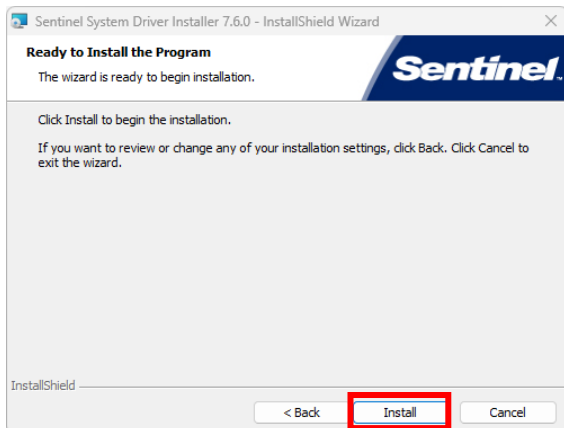 Sentinel System Driver Installer 7.6.0 - InstallShield Wizard
Ready to Install the Program
The wizard is ready to begin installation.
Sentinel.
Click Install to begin the installation.
If you want to review or change any of your installation settings, click Back. Click Cancel to
exit the wizard.
InstallShield
< Back
Install
Cancel